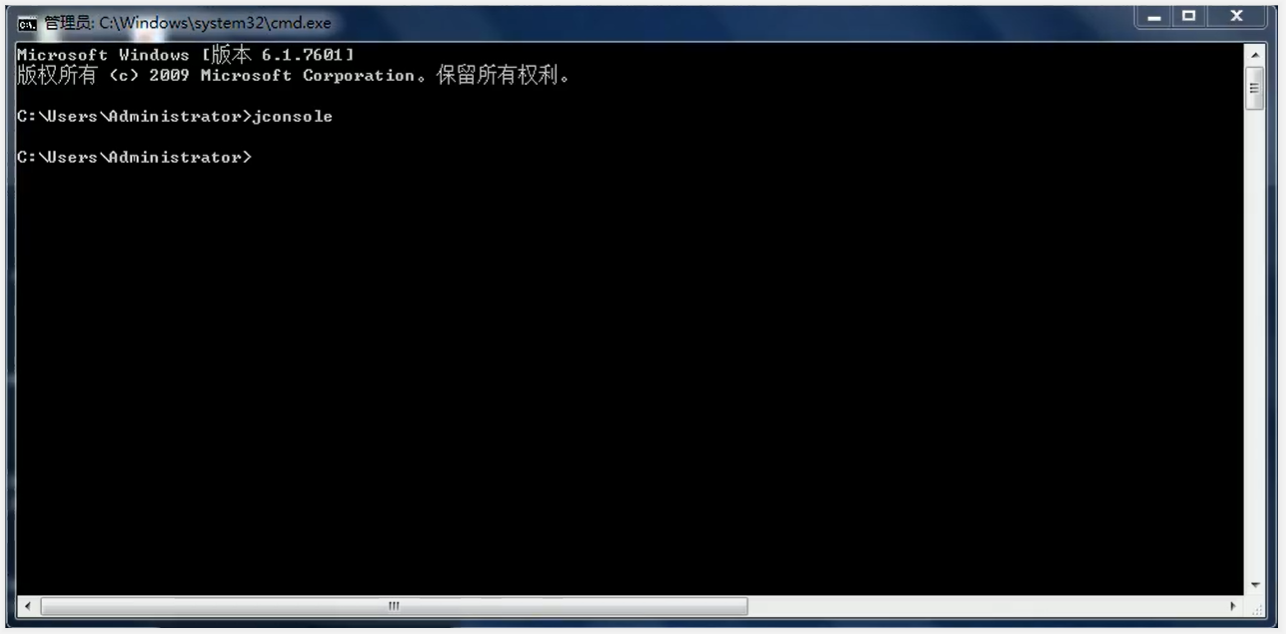 管理员: C:\Windows\system32\cmd.exe
Microsoft Windows [版本 6.1.7601]
版权所有 (c) 2009 Microsoft Corporation。保留所有权利。
C:\Users\Administrator>jconsole
C:\Users\Administrator>